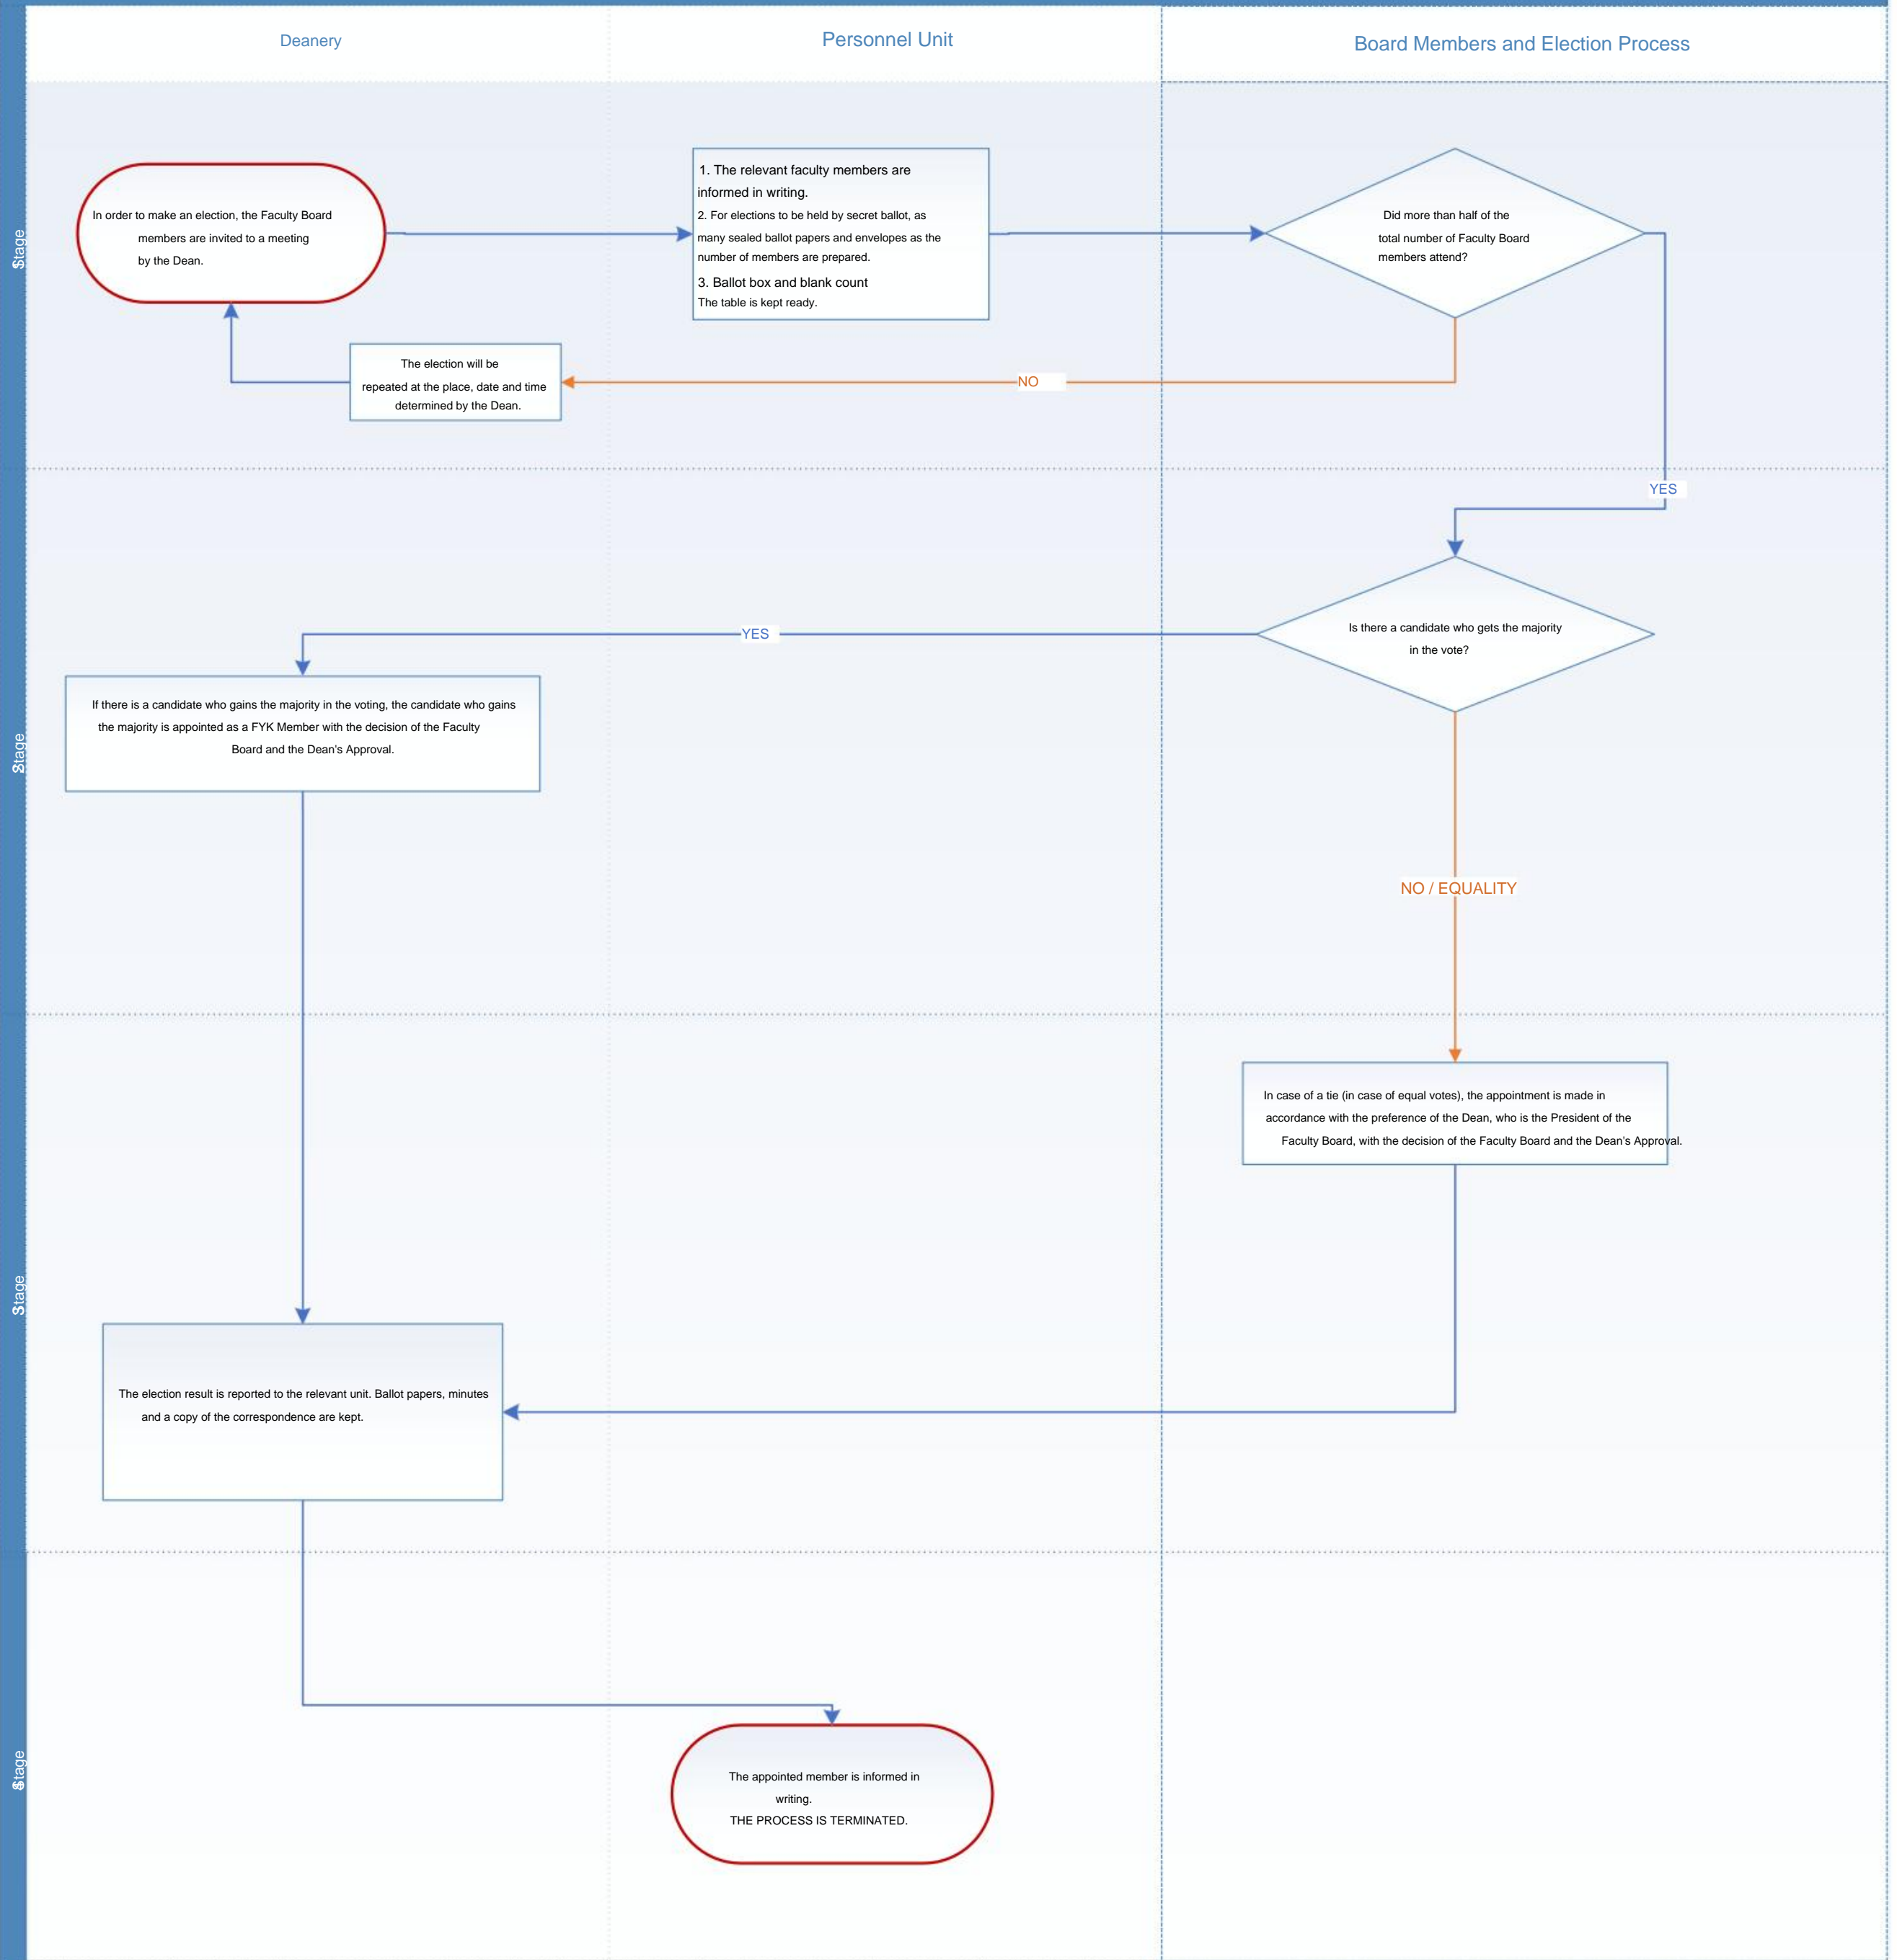 Deanery
Personnel Unit
Board Members and Election Process
Stage
In order to make an election, the Faculty Board
members are invited to a meeting
by the Dean.
1. The relevant faculty members are
informed in writing.
2. For elections to be held by secret ballot, as
many sealed ballot papers and envelopes as the
number of members are prepared.
3. Ballot box and blank count
The table is kept ready.
Did more than half of the
total number of Faculty Board
members attend?
The election will be
repeated at the place, date and time
determined by the Dean.
NO
YES
Stage
Is there a candidate who gets the majority
in the vote?
YES
If there is a candidate who gains the majority in the voting, the candidate who gains
the majority is appointed as a FYK Member with the decision of the Faculty
Board and the Dean's Approval.
NO / EQUALITY
Stage
In case of a tie (in case of equal votes), the appointment is made in
accordance with the preference of the Dean, who is the President of the
Faculty Board, with the decision of the Faculty Board and the Dean's Approval.
The election result is reported to the relevant unit. Ballot papers, minutes
and a copy of the correspondence are kept.
Stage
The appointed member is informed in
writing.
THE PROCESS IS TERMINATED.